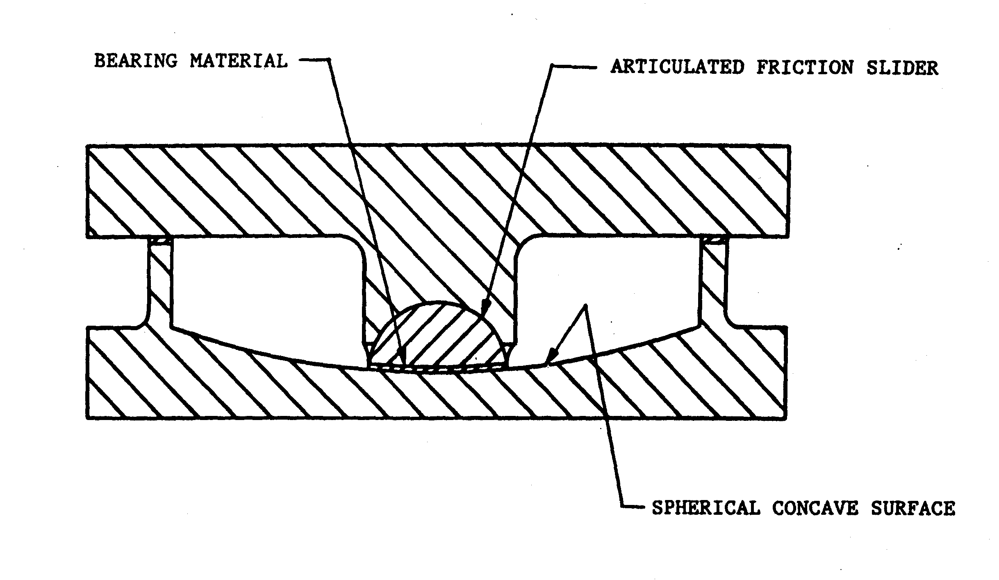 BEARING MATERIAL
ARTICULATED FRICTION SLIDER
SPHERICAL CONCAVE SURFACE